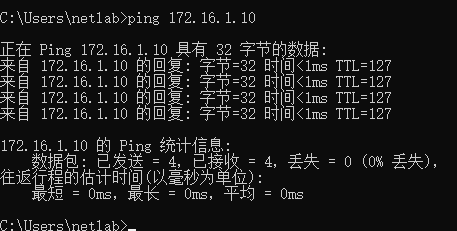 C:\Users\netlab>ping 172.16.1.10
正在 Ping 172.16.1.10 具有 32 字节的数据:
来自 172.16.1.10 的回复: 字节=32 时间<1ms TTL=127
来自 172.16.1.10 的回复: 字节=32 时间<1ms TTL=127
来自 172.16.1.10 的回复: 字节=32 时间<1ms TTL=127
来自 172.16.1.10 的回复: 字节=32 时间<1ms TTL=127
172.16.1.10 的 Ping 统计信息:
数据包: 已发送 = 4, 已接收 = 4, 丢失 = 0 (0% 丢失),
往返行程的估计时间(以毫秒为单位):
最短 = 0ms, 最长 = 0ms, 平均 = 0ms
C:\Users\netlab>_